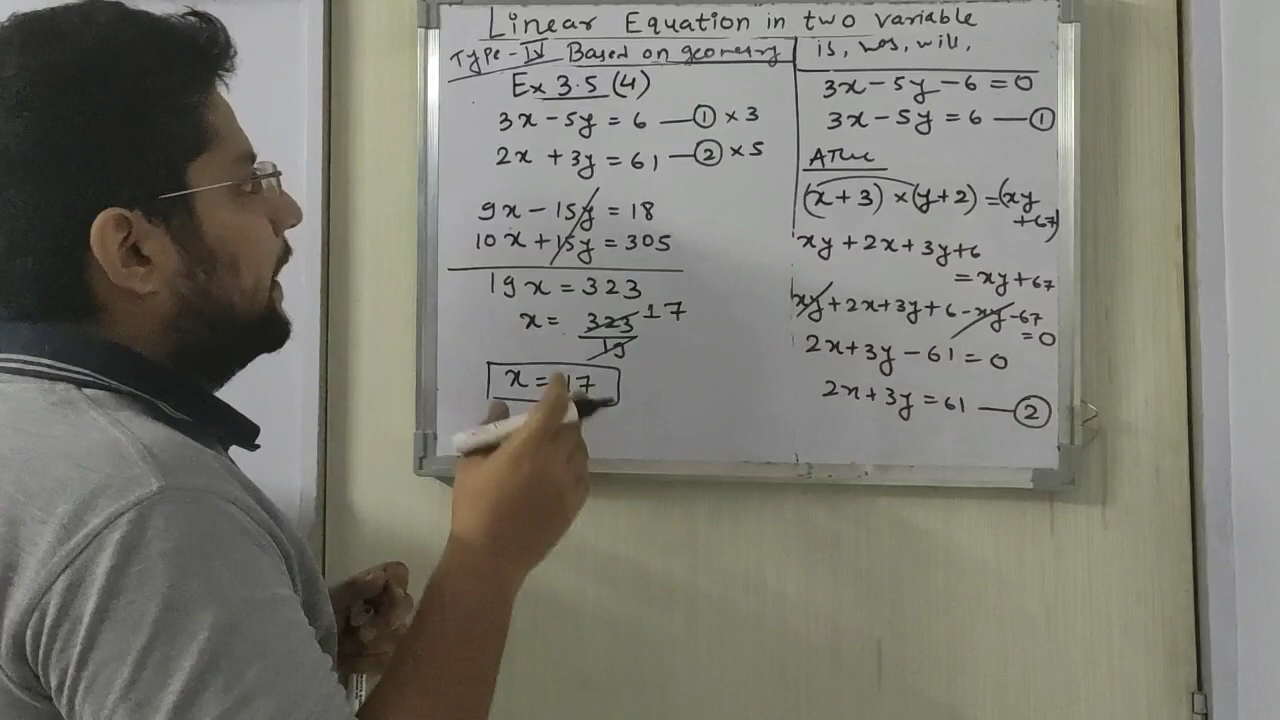 Linear Equation in two variable
Type-IV Based on geometry
Ex 3.5 (4)
3x - 5y = 6 — ① × 3
2x + 3y = 61 — ② × 5
9x - 15y = 18
10x + 15y = 305
19x = 323
x = 323/19 17
x = 17
is, was, will,
3x - 5y - 6 = 0
3x - 5y = 6 — ①
(x + 3) × (y + 2) = (xy
+67)
xy + 2x + 3y + 6
= xy + 67
xy + 2x + 3y + 6 - xy - 67
= 0
2x + 3y - 61 = 0
2x + 3y = 61 — ②